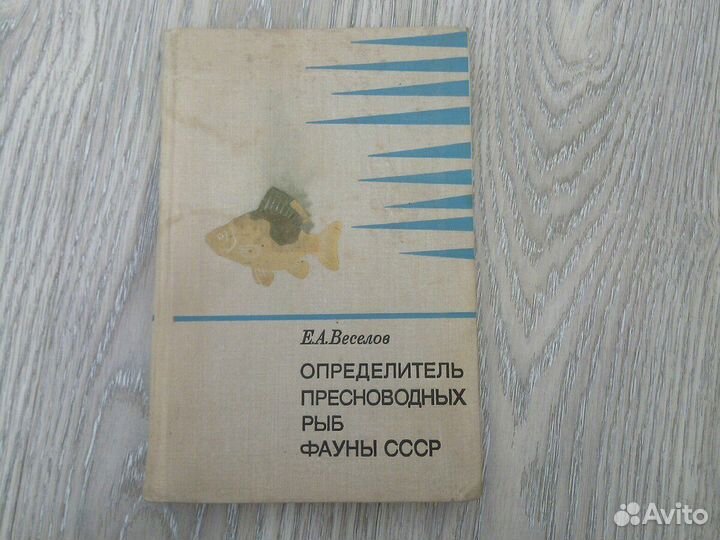 Е.А.Веселов
ОПРЕДЕЛИТЕЛЬ
ПРЕСНОВОДНЫХ
РЫБ
ФАУНЫ СССР
Avito